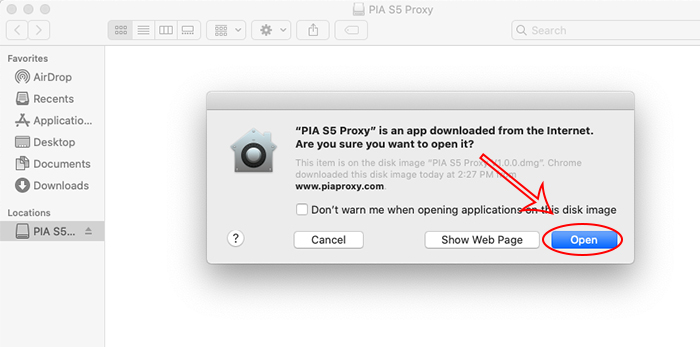 PIA S5 Proxy
Search
Favorites
AirDrop
Recents
Applicatio...
Desktop
Documents
Downloads
Locations
PIA S5...
“PIA S5 Proxy” is an app downloaded from the Internet.
Are you sure you want to open it?
This item is on the disk image “PIA S5 Proxy V1.0.0.dmg”. Chrome
downloaded this disk image today at 2:27 PM from
www.piaproxy.com.
Don’t warn me when opening applications on this disk image
?
Cancel
Show Web Page
Open